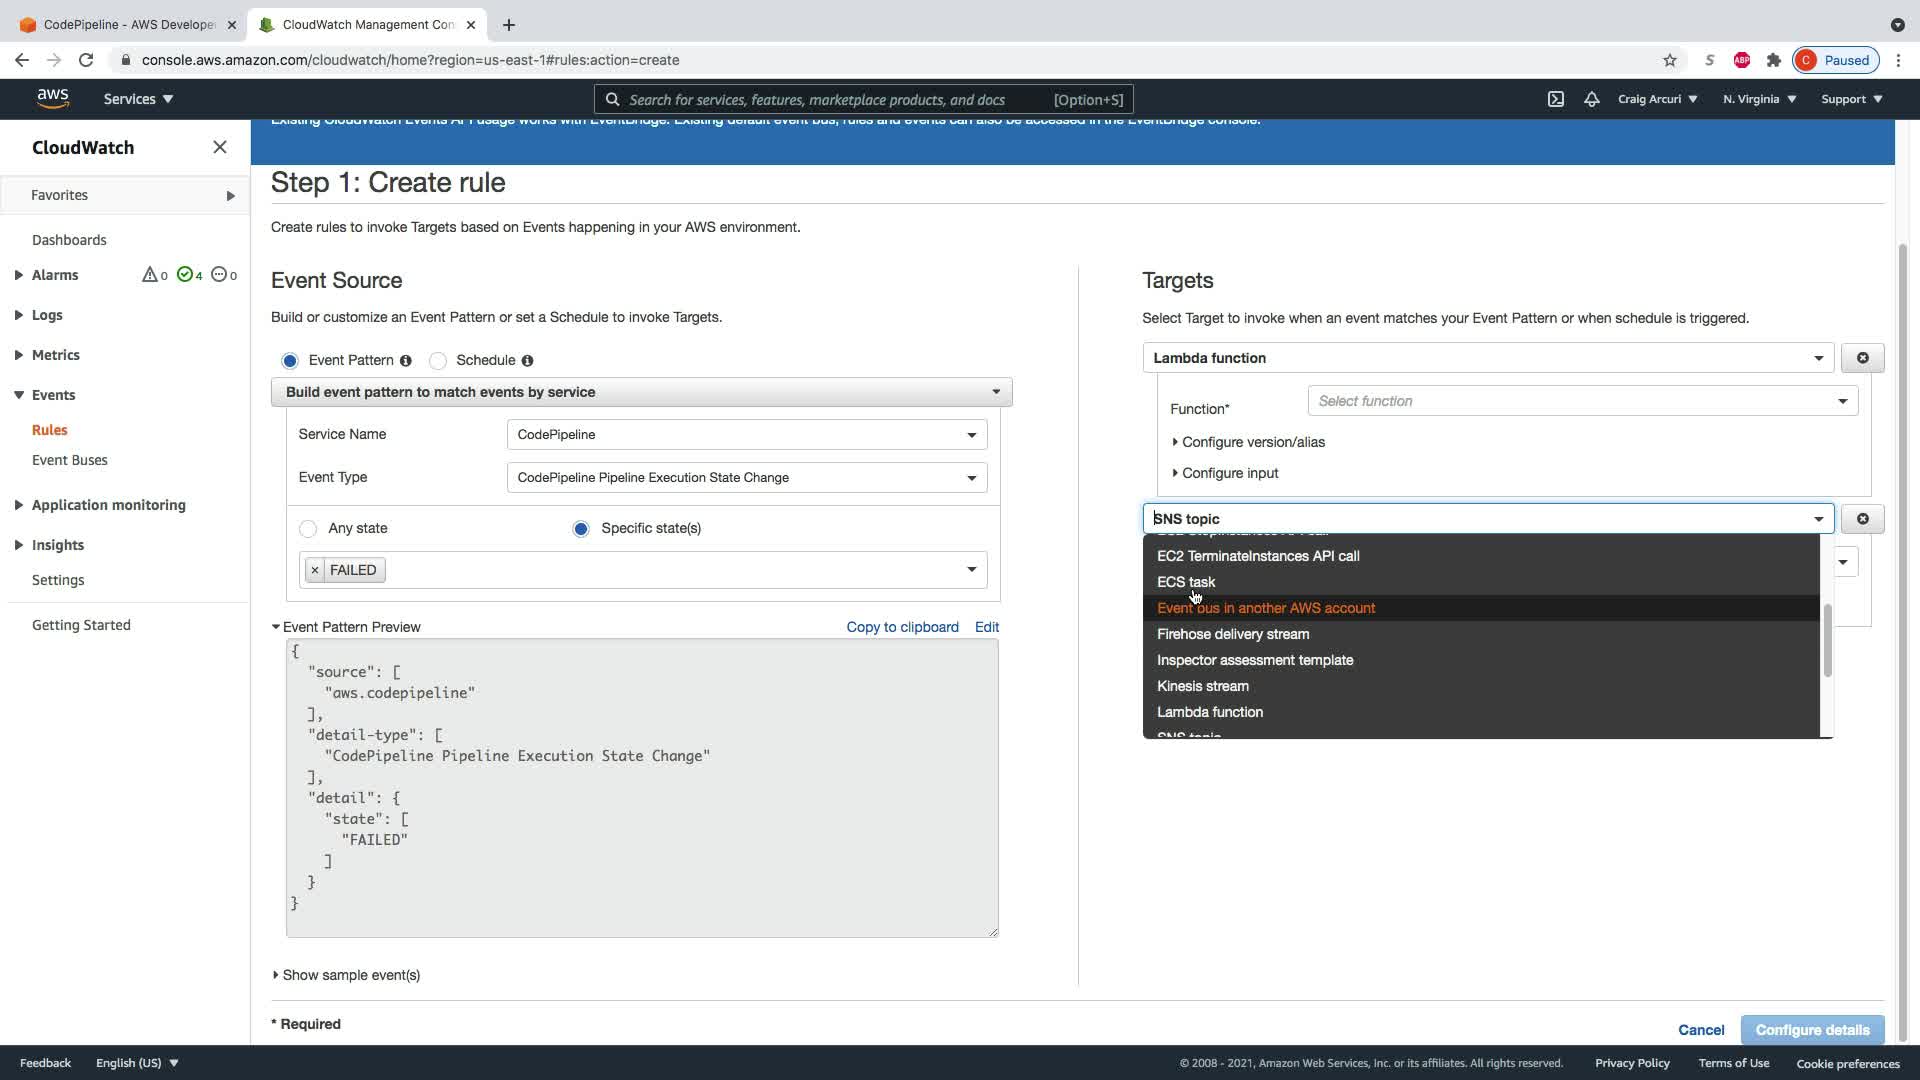 CodePipeline - AWS Develope
CloudWatch Management Con
console.aws.amazon.com/cloudwatch/home?region=us-east-1#rules:action=create
ABP
C Paused
aws
Services
Search for services, features, marketplace products, and docs [Option+S]
Craig Arcuri
N. Virginia
Support
CloudWatch
Favorites
Dashboards
Alarms 0 4 0
Logs
Metrics
Events
Rules
Event Buses
Application monitoring
Insights
Settings
Getting Started
Existing CloudWatch Events API usage works with EventBridge. Existing default event bus, rules and events can also be accessed in the EventBridge console.
Step 1: Create rule
Create rules to invoke Targets based on Events happening in your AWS environment.
Event Source
Build or customize an Event Pattern or set a Schedule to invoke Targets.
Event Pattern Schedule
Build event pattern to match events by service
Service Name CodePipeline
Event Type CodePipeline Pipeline Execution State Change
Any state Specific state(s)
× FAILED
Event Pattern Preview Copy to clipboard Edit
{
"source": [
"aws.codepipeline"
],
"detail-type": [
"CodePipeline Pipeline Execution State Change"
],
"detail": {
"state": [
"FAILED"
]
}
}
Show sample event(s)
* Required
Targets
Select Target to invoke when an event matches your Event Pattern or when schedule is triggered.
Lambda function
Function* Select function
Configure version/alias
Configure input
SNS topic
EC2 StopInstances API call
EC2 TerminateInstances API call
ECS task
Event bus in another AWS account
Firehose delivery stream
Inspector assessment template
Kinesis stream
Lambda function
SNS topic
Cancel Configure details
Feedback English (US)
© 2008 - 2021, Amazon Web Services, Inc. or its affiliates. All rights reserved. Privacy Policy Terms of Use Cookie preferences